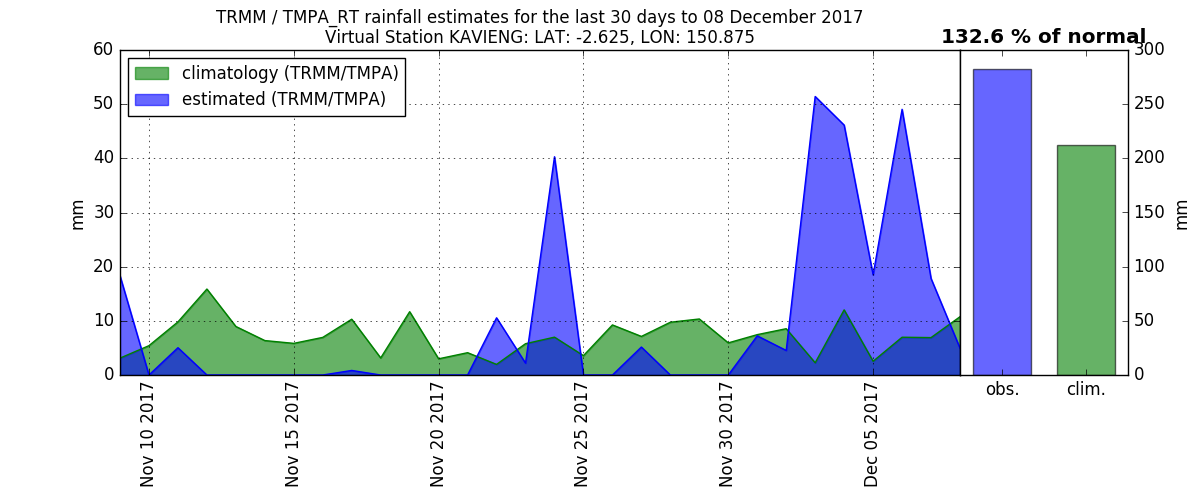 TRMM / TMPA_RT rainfall estimates for the last 30 days to 08 December 2017
Virtual Station KAVIENG: LAT: -2.625, LON: 150.875
132.6 % of normal
climatology (TRMM/TMPA)
estimated (TRMM/TMPA)
60
50
40
30
20
10
0
mm
Nov 10 2017
Nov 15 2017
Nov 20 2017
Nov 25 2017
Nov 30 2017
Dec 05 2017
300
250
200
150
100
50
0
mm
obs.
clim.